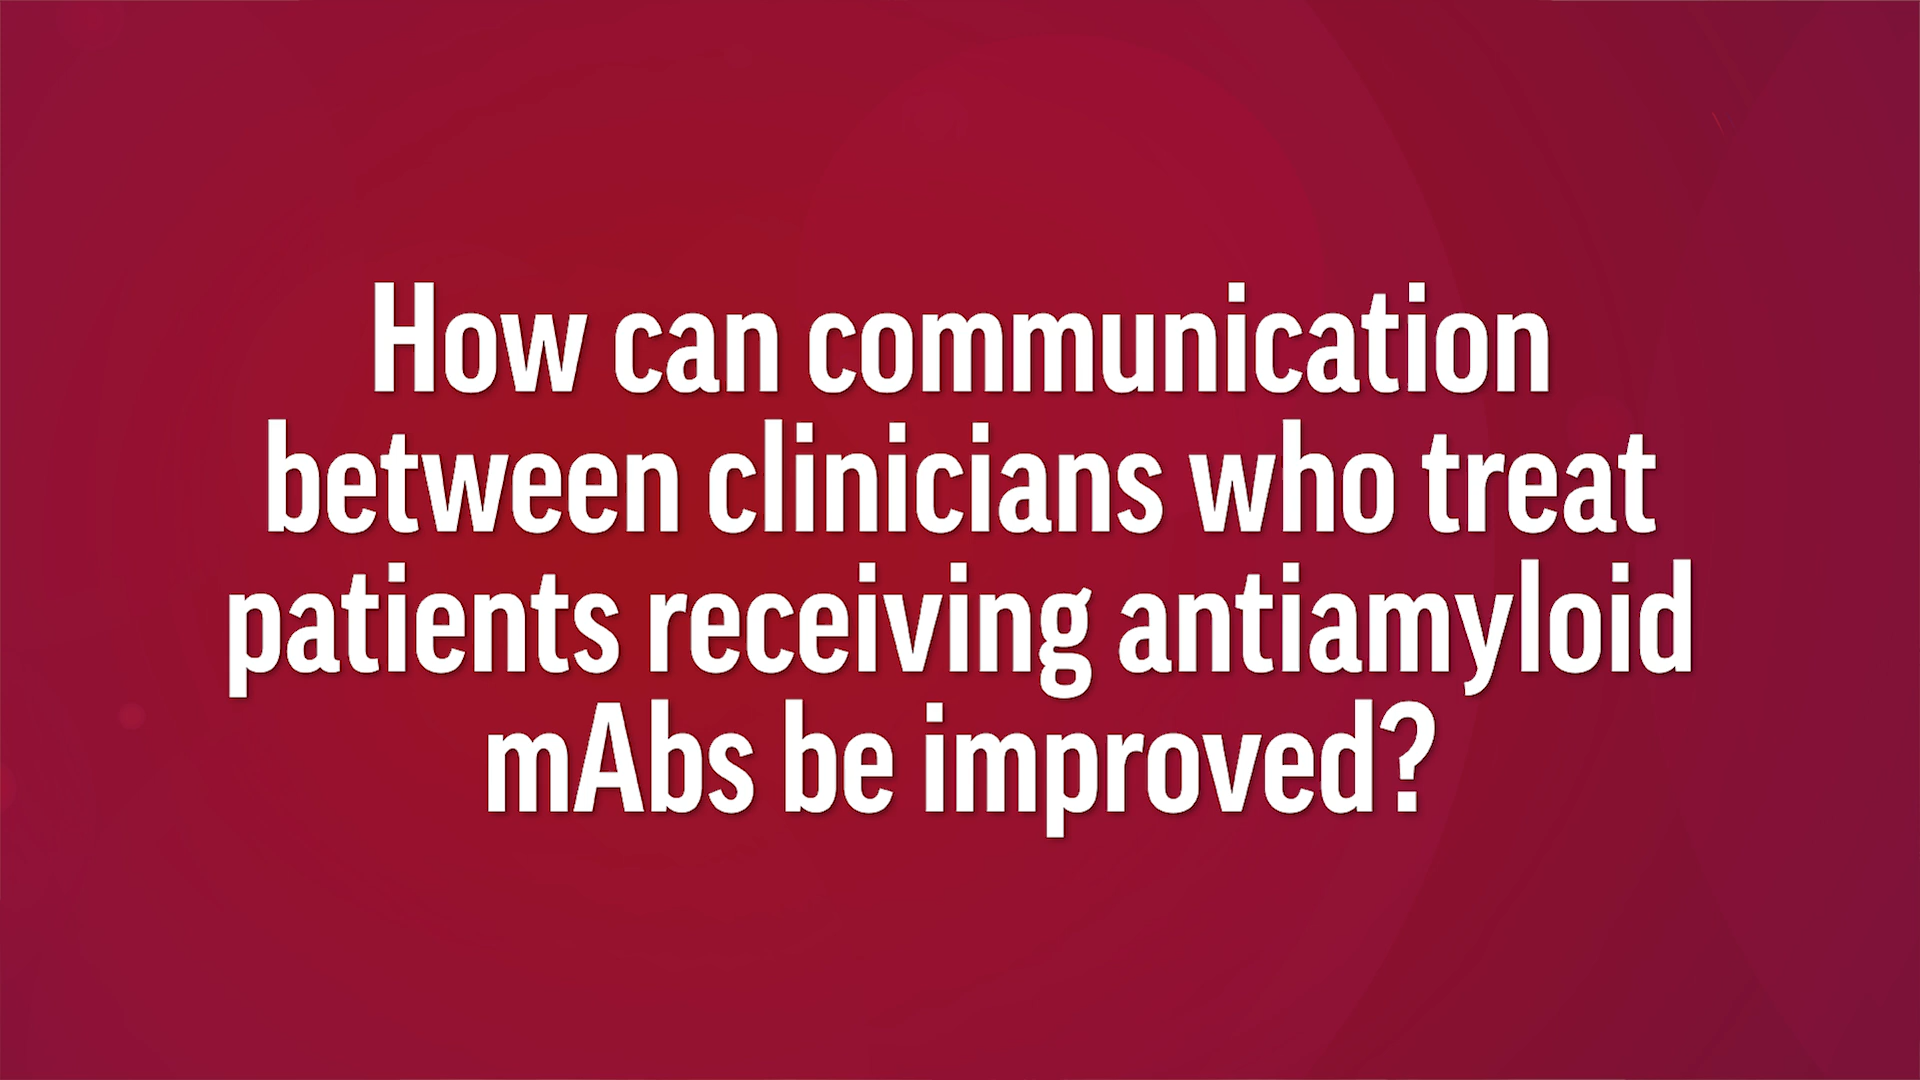 How can communication
between clinicians who treat
patients receiving antiamyloid
mAbs be improved?